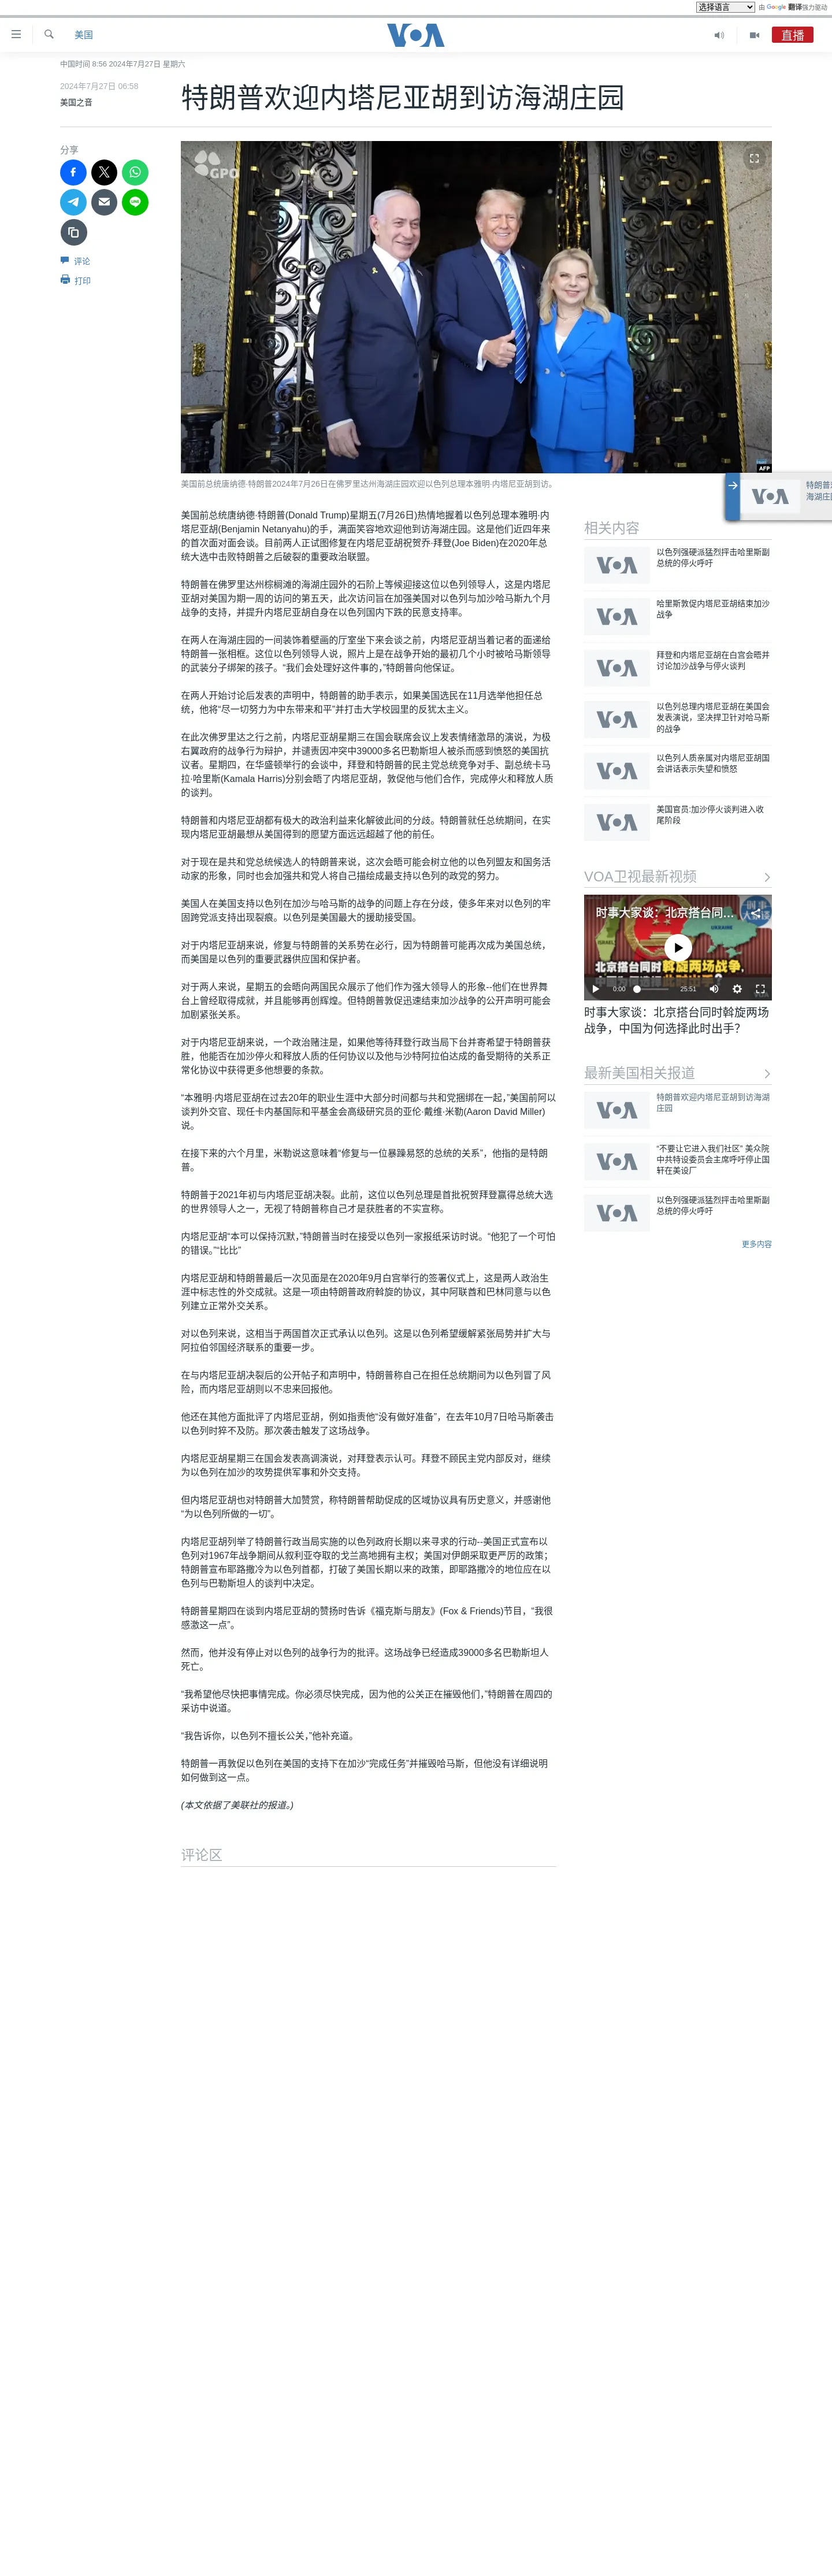 选择语言
由 Google 翻译强力驱动
美国
VOA
直播
中国时间 8:56 2024年7月27日 星期六
2024年7月27日 06:58
美国之音
特朗普欢迎内塔尼亚胡到访海湖庄园
分享
评论
打印
GPO
AFP
美国前总统唐纳德·特朗普2024年7月26日在佛罗里达州海湖庄园欢迎以色列总理本雅明·内塔尼亚胡到访。
美国前总统唐纳德·特朗普(Donald Trump)星期五(7月26日)热情地握着以色列总理本雅明·内
塔尼亚胡(Benjamin Netanyahu)的手，满面笑容地欢迎他到访海湖庄园。这是他们近四年来
的首次面对面会谈。目前两人正试图修复在内塔尼亚胡祝贺乔·拜登(Joe Biden)在2020年总
统大选中击败特朗普之后破裂的重要政治联盟。
特朗普在佛罗里达州棕榈滩的海湖庄园外的石阶上等候迎接这位以色列领导人，这是内塔尼
亚胡对美国为期一周的访问的第五天，此次访问旨在加强美国对以色列与加沙哈马斯九个月
战争的支持，并提升内塔尼亚胡自身在以色列国内下跌的民意支持率。
在两人在海湖庄园的一间装饰着壁画的厅室坐下来会谈之前，内塔尼亚胡当着记者的面递给
特朗普一张相框。这位以色列领导人说，照片上是在战争开始的最初几个小时被哈马斯领导
的武装分子绑架的孩子。“我们会处理好这件事的，”特朗普向他保证。
在两人开始讨论后发表的声明中，特朗普的助手表示，如果美国选民在11月选举他担任总
统，他将“尽一切努力为中东带来和平”并打击大学校园里的反犹太主义。
在此次佛罗里达之行之前，内塔尼亚胡星期三在国会联席会议上发表情绪激昂的演说，为极
右翼政府的战争行为辩护，并谴责因冲突中39000多名巴勒斯坦人被杀而感到愤怒的美国抗
议者。星期四，在华盛顿举行的会谈中，拜登和特朗普的民主党总统竞争对手、副总统卡马
拉·哈里斯(Kamala Harris)分别会晤了内塔尼亚胡，敦促他与他们合作，完成停火和释放人质
的谈判。
特朗普和内塔尼亚胡都有极大的政治利益来化解彼此间的分歧。特朗普就任总统期间，在实
现内塔尼亚胡最想从美国得到的愿望方面远远超越了他的前任。
对于现在是共和党总统候选人的特朗普来说，这次会晤可能会树立他的以色列盟友和国务活
动家的形象，同时也会加强共和党人将自己描绘成最支持以色列的政党的努力。
美国人在美国支持以色列在加沙与哈马斯的战争的问题上存在分歧，使多年来对以色列的牢
固跨党派支持出现裂痕。以色列是美国最大的援助接受国。
对于内塔尼亚胡来说，修复与特朗普的关系势在必行，因为特朗普可能再次成为美国总统，
而美国是以色列的重要武器供应国和保护者。
对于两人来说，星期五的会晤向两国民众展示了他们作为强大领导人的形象--他们在世界舞
台上曾经取得成就，并且能够再创辉煌。但特朗普敦促迅速结束加沙战争的公开声明可能会
加剧紧张关系。
对于内塔尼亚胡来说，一个政治赌注是，如果他等待拜登行政当局下台并寄希望于特朗普获
胜，他能否在加沙停火和释放人质的任何协议以及他与沙特阿拉伯达成的备受期待的关系正
常化协议中获得更多他想要的条款。
“本雅明·内塔尼亚胡在过去20年的职业生涯中大部分时间都与共和党捆绑在一起，”美国前阿以
谈判外交官、现任卡内基国际和平基金会高级研究员的亚伦·戴维·米勒(Aaron David Miller)
说。
在接下来的六个月里，米勒说这意味着“修复与一位暴躁易怒的总统的关系”，他指的是特朗
普。
特朗普于2021年初与内塔尼亚胡决裂。此前，这位以色列总理是首批祝贺拜登赢得总统大选
的世界领导人之一，无视了特朗普称自己才是获胜者的不实宣称。
内塔尼亚胡“本可以保持沉默，”特朗普当时在接受以色列一家报纸采访时说。“他犯了一个可怕
的错误。”“比比”
内塔尼亚胡和特朗普最后一次见面是在2020年9月白宫举行的签署仪式上，这是两人政治生
涯中标志性的外交成就。这是一项由特朗普政府斡旋的协议，其中阿联酋和巴林同意与以色
列建立正常外交关系。
对以色列来说，这相当于两国首次正式承认以色列。这是以色列希望缓解紧张局势并扩大与
阿拉伯邻国经济联系的重要一步。
在与内塔尼亚胡决裂后的公开帖子和声明中，特朗普称自己在担任总统期间为以色列冒了风
险，而内塔尼亚胡则以不忠来回报他。
他还在其他方面批评了内塔尼亚胡，例如指责他“没有做好准备”，在去年10月7日哈马斯袭击
以色列时猝不及防。那次袭击触发了这场战争。
内塔尼亚胡星期三在国会发表高调演说，对拜登表示认可。拜登不顾民主党内部反对，继续
为以色列在加沙的攻势提供军事和外交支持。
但内塔尼亚胡也对特朗普大加赞赏，称特朗普帮助促成的区域协议具有历史意义，并感谢他
“为以色列所做的一切”。
内塔尼亚胡列举了特朗普行政当局实施的以色列政府长期以来寻求的行动--美国正式宣布以
色列对1967年战争期间从叙利亚夺取的戈兰高地拥有主权；美国对伊朗采取更严厉的政策；
特朗普宣布耶路撒冷为以色列首都，打破了美国长期以来的政策，即耶路撒冷的地位应在以
色列与巴勒斯坦人的谈判中决定。
特朗普星期四在谈到内塔尼亚胡的赞扬时告诉《福克斯与朋友》(Fox & Friends)节目，“我很
感激这一点”。
然而，他并没有停止对以色列的战争行为的批评。这场战争已经造成39000多名巴勒斯坦人
死亡。
“我希望他尽快把事情完成。你必须尽快完成，因为他的公关正在摧毁他们，”特朗普在周四的
采访中说道。
“我告诉你，以色列不擅长公关，”他补充道。
特朗普一再敦促以色列在美国的支持下在加沙“完成任务”并摧毁哈马斯，但他没有详细说明
如何做到这一点。
(本文依据了美联社的报道。)
评论区
VOA
特朗普欢
海湖庄园
相关内容
VOA
以色列强硬派猛烈抨击哈里斯副
总统的停火呼吁
VOA
哈里斯敦促内塔尼亚胡结束加沙
战争
VOA
拜登和内塔尼亚胡在白宫会晤并
讨论加沙战争与停火谈判
VOA
以色列总理内塔尼亚胡在美国会
发表演说，坚决捍卫针对哈马斯
的战争
VOA
以色列人质亲属对内塔尼亚胡国
会讲话表示失望和愤怒
VOA
美国官员:加沙停火谈判进入收
尾阶段
VOA卫视最新视频
时事大家谈：北京搭台同…
ISRAEL
UKRAINE
北京搭台同时斡旋两场战争，
0:00
25:51
时事大家谈：北京搭台同时斡旋两场
战争，中国为何选择此时出手？
最新美国相关报道
VOA
特朗普欢迎内塔尼亚胡到访海湖
庄园
VOA
“不要让它进入我们社区” 美众院
中共特设委员会主席呼吁停止国
轩在美设厂
VOA
以色列强硬派猛烈抨击哈里斯副
总统的停火呼吁
更多内容